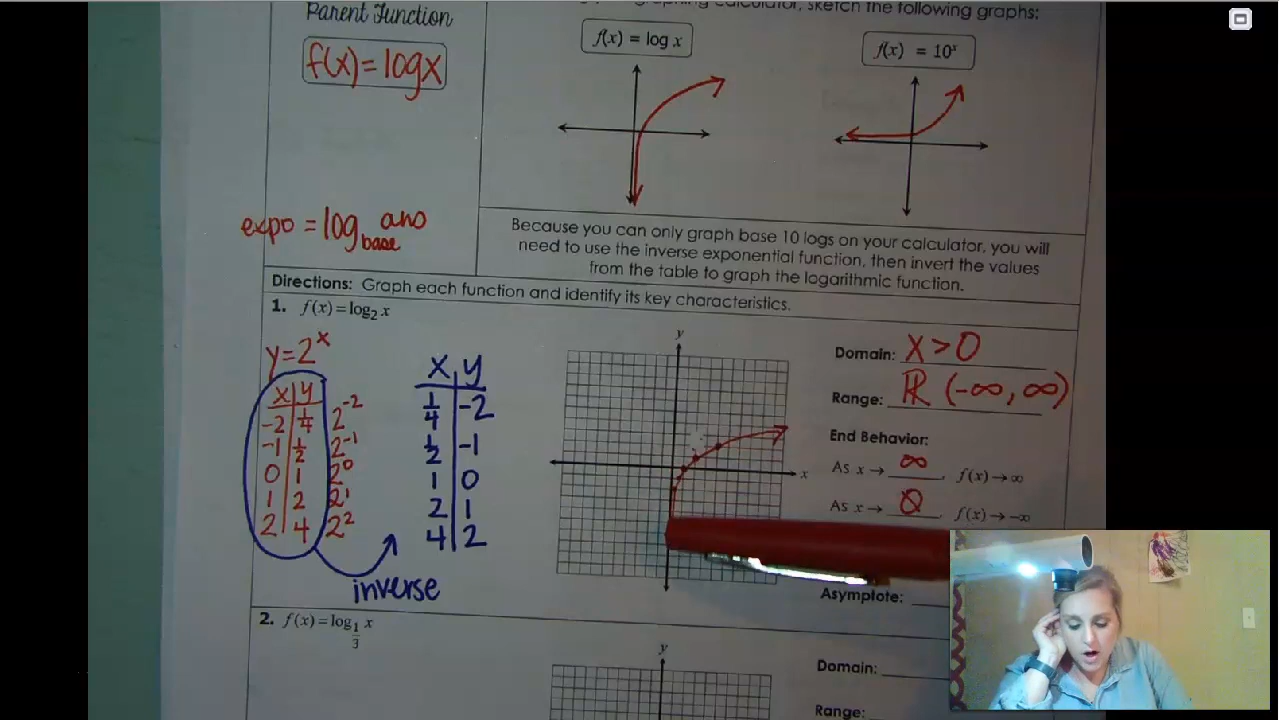 Parent Function
graphing calculator, sketch the following graphs:
f(x) = log x
f(x) = log x
f(x) = 10ˣ
expo = log_base ans
Because you can only graph base 10 logs on your calculator, you will
need to use the inverse exponential function, then invert the values
from the table to graph the logarithmic function.
Directions: Graph each function and identify its key characteristics.
1. f(x) = log₂ x
y = 2ˣ
x | y
-2 | 1/4 2⁻²
-1 | 1/2 2⁻¹
0 | 1 2⁰
1 | 2 2¹
2 | 4 2²
inverse
x | y
1/4 | -2
1/2 | -1
1 | 0
2 | 1
4 | 2
y
x
Domain: x > 0
Range: ℝ (-∞, ∞)
End Behavior:
As x → ∞, f(x) → ∞
As x → 0, f(x) → -∞
Asymptote:
2. f(x) = log_(1/3) x
y
Domain:
Range: